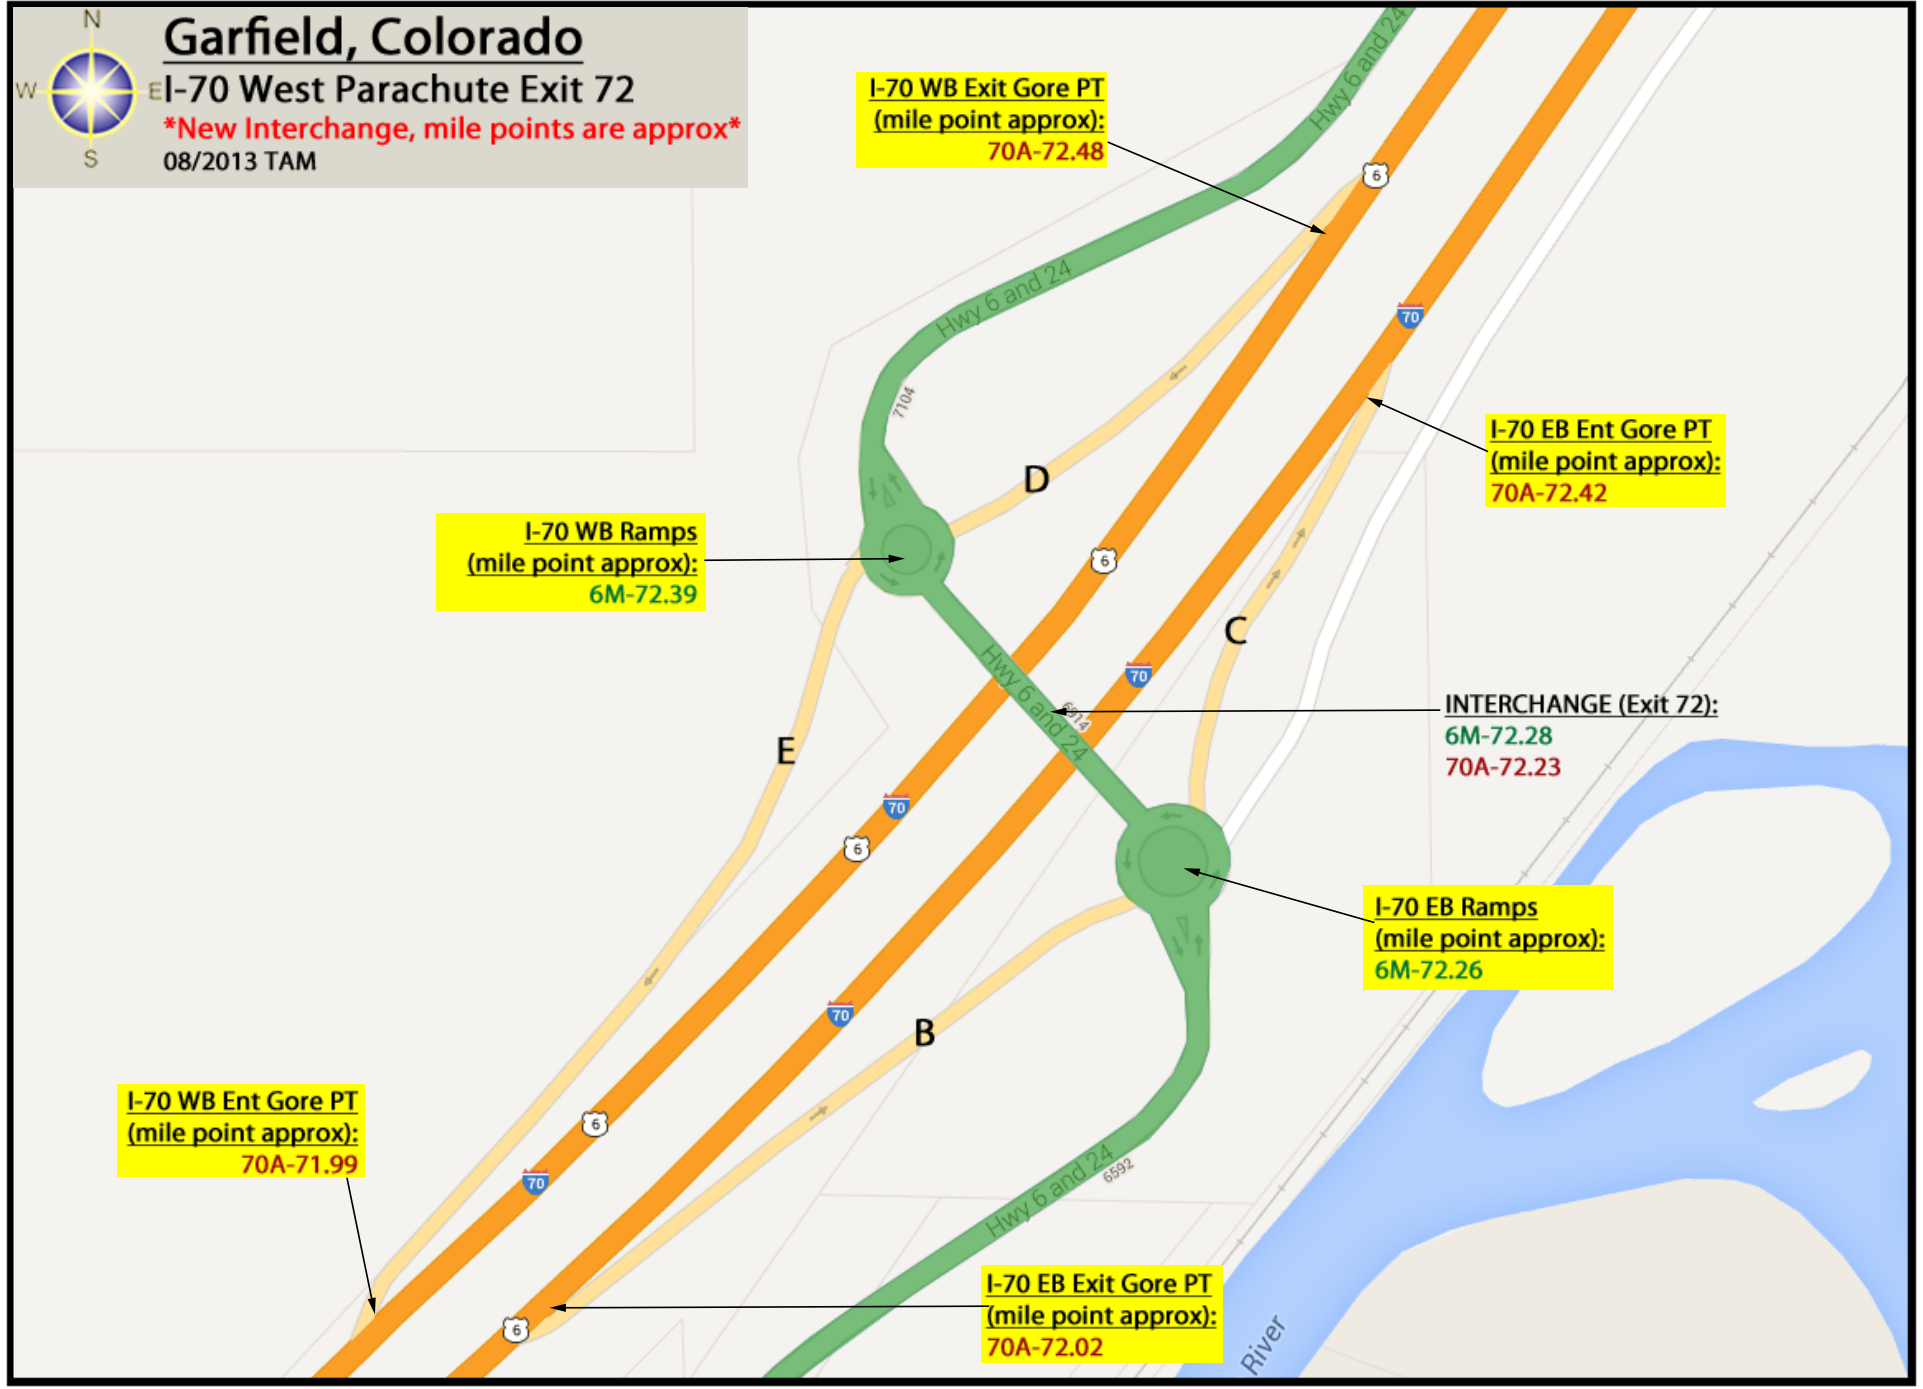 N
W
E
S
Garfield, Colorado
I-70 West Parachute Exit 72
*New Interchange, mile points are approx*
08/2013 TAM
Hwy 6 and 24
Hwy 6 and 24
I-70 WB Exit Gore PT
(mile point approx):
70A-72.48
6
70
7104
I-70 EB Ent Gore PT
(mile point approx):
70A-72.42
D
I-70 WB Ramps
(mile point approx):
6M-72.39
6
C
70
Hwy 6 and 24
6914
INTERCHANGE (Exit 72):
6M-72.28
70A-72.23
E
70
6
I-70 EB Ramps
(mile point approx):
6M-72.26
70
B
I-70 WB Ent Gore PT
(mile point approx):
70A-71.99
6
70
Hwy 6 and 24
6592
I-70 EB Exit Gore PT
(mile point approx):
70A-72.02
6
River